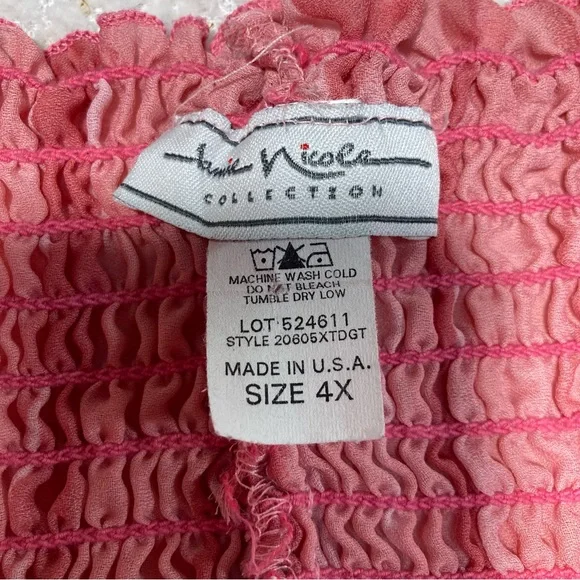 Nicole
COLLECTION
MACHINE WASH COLD
DO NOT BLEACH
TUMBLE DRY LOW
LOT 524611
STYLE 20605XTDGT
MADE IN U.S.A.
SIZE 4X